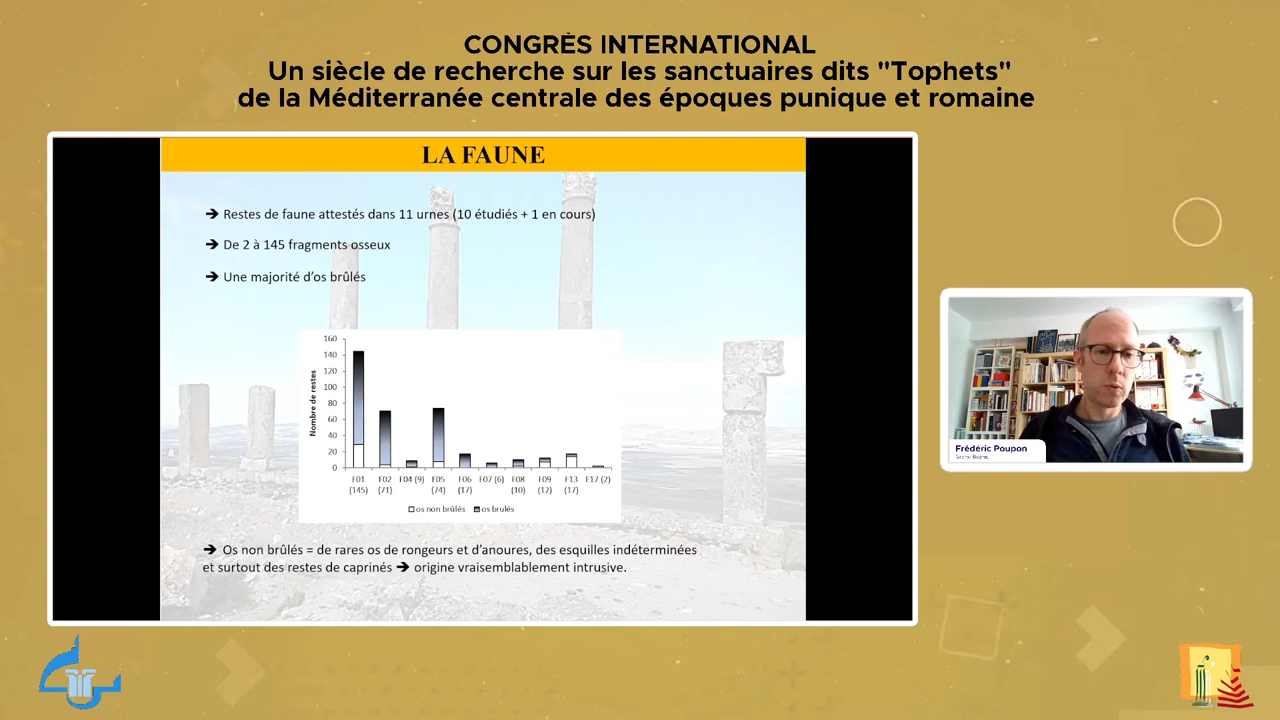 CONGRÈS INTERNATIONAL
Un siècle de recherche sur les sanctuaires dits "Tophets"
de la Méditerranée centrale des époques punique et romaine
LA FAUNE
➔ Restes de faune attestés dans 11 urnes (10 étudiés + 1 en cours)
➔ De 2 à 145 fragments osseux
➔ Une majorité d'os brûlés
Nombre de restes
160
140
120
100
80
60
40
20
0
F01 F02 F04 (9) F05 F06 F07 (6) F08 F09 F13 F17 (2)
(145) (71) (74) (17) (10) (12) (17)
os non brûlés os brulés
➔ Os non brûlés = de rares os de rongeurs et d'anoures, des esquilles indéterminées
et surtout des restes de caprinés ➔ origine vraisemblablement intrusive.
Frédéric Poupon